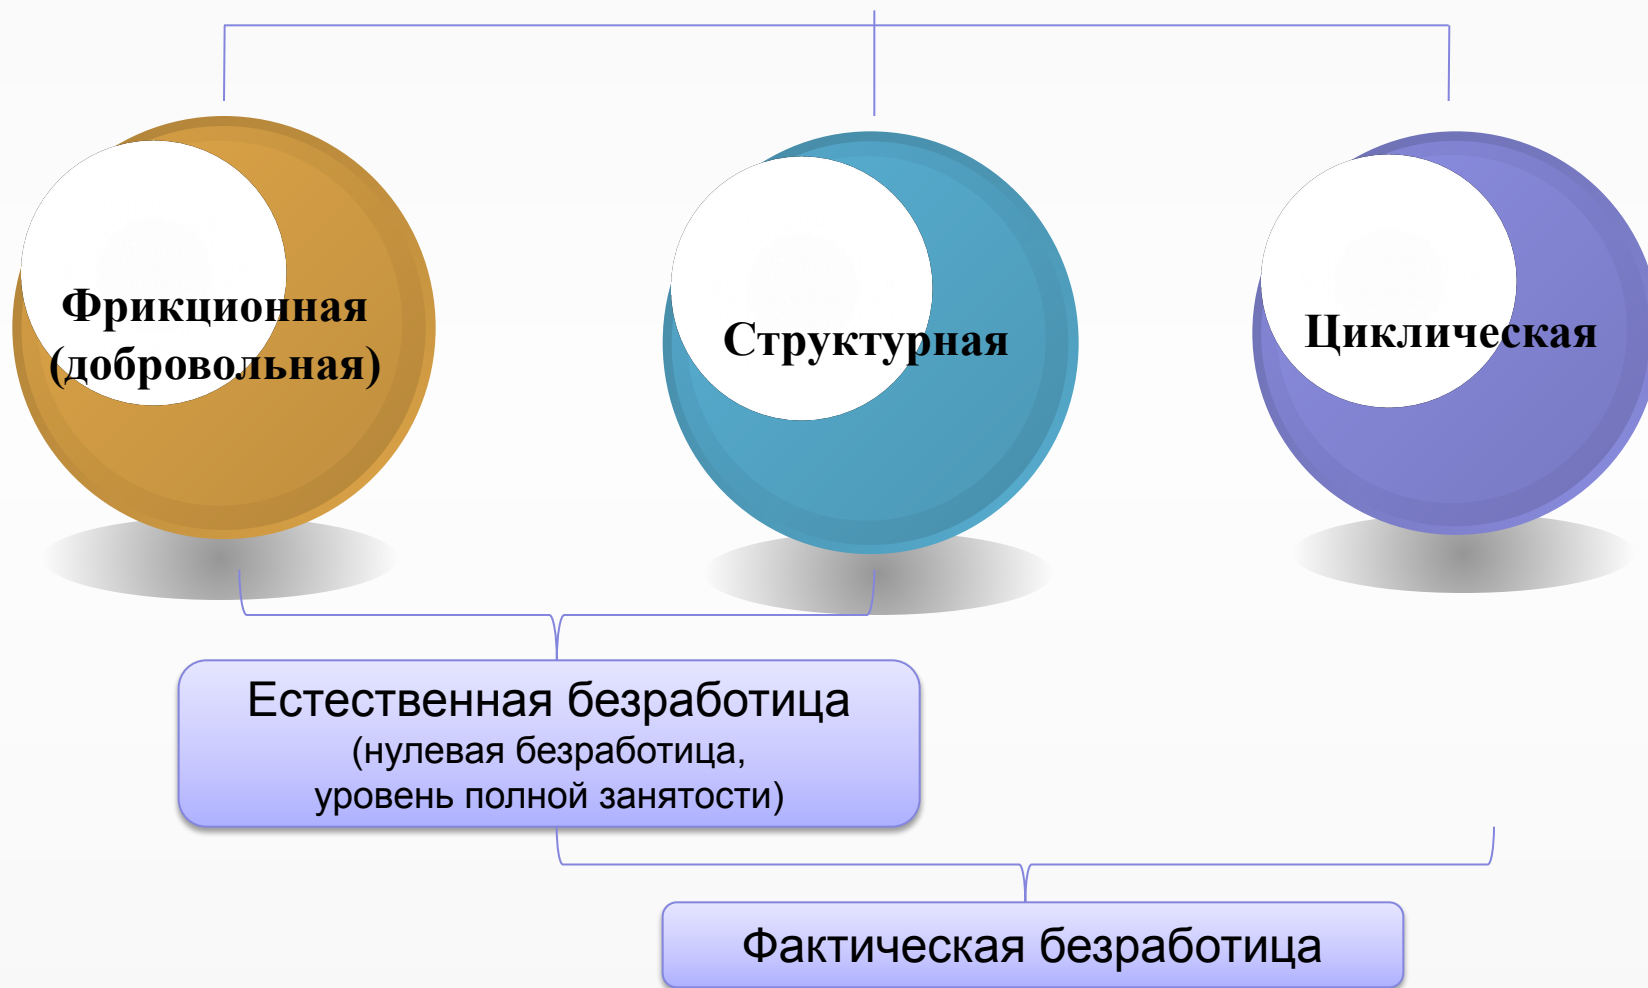 Фрикционная
(добровольная)
Структурная
Циклическая
Естественная безработица
(нулевая безработица,
уровень полной занятости)
Фактическая безработица